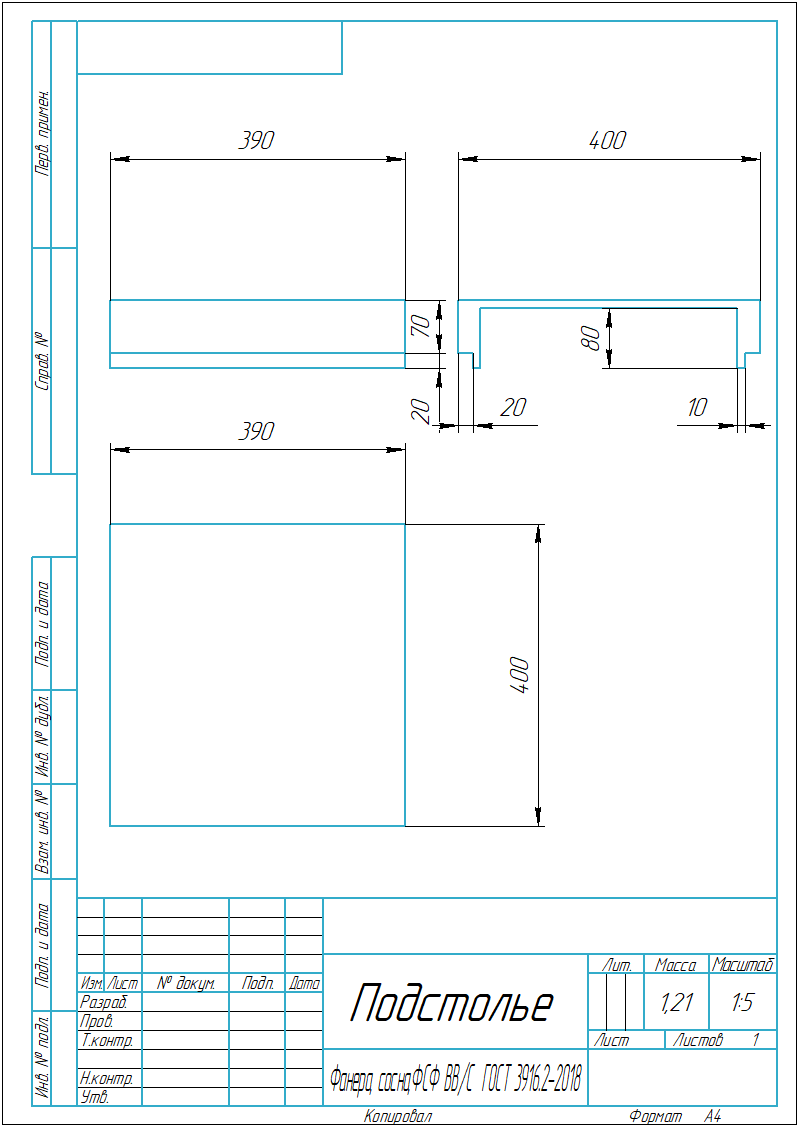 Перв. примен.
Справ. №
Подп. и дата
Инв. № дубл.
Взам. инв. №
Подп. и дата
Инв. № подл.
390
400
70
80
20
20
10
390
400
Изм. Лист № докум. Подп. Дата
Разраб.
Пров.
Т.контр.
Н.контр.
Утв.
Подстолье
Лит. Масса Масштаб
1,21 1:5
Лист Листов 1
Фанера, сосна,ФСФ BB/C ГОСТ 3916.2-2018
Копировал Формат A4